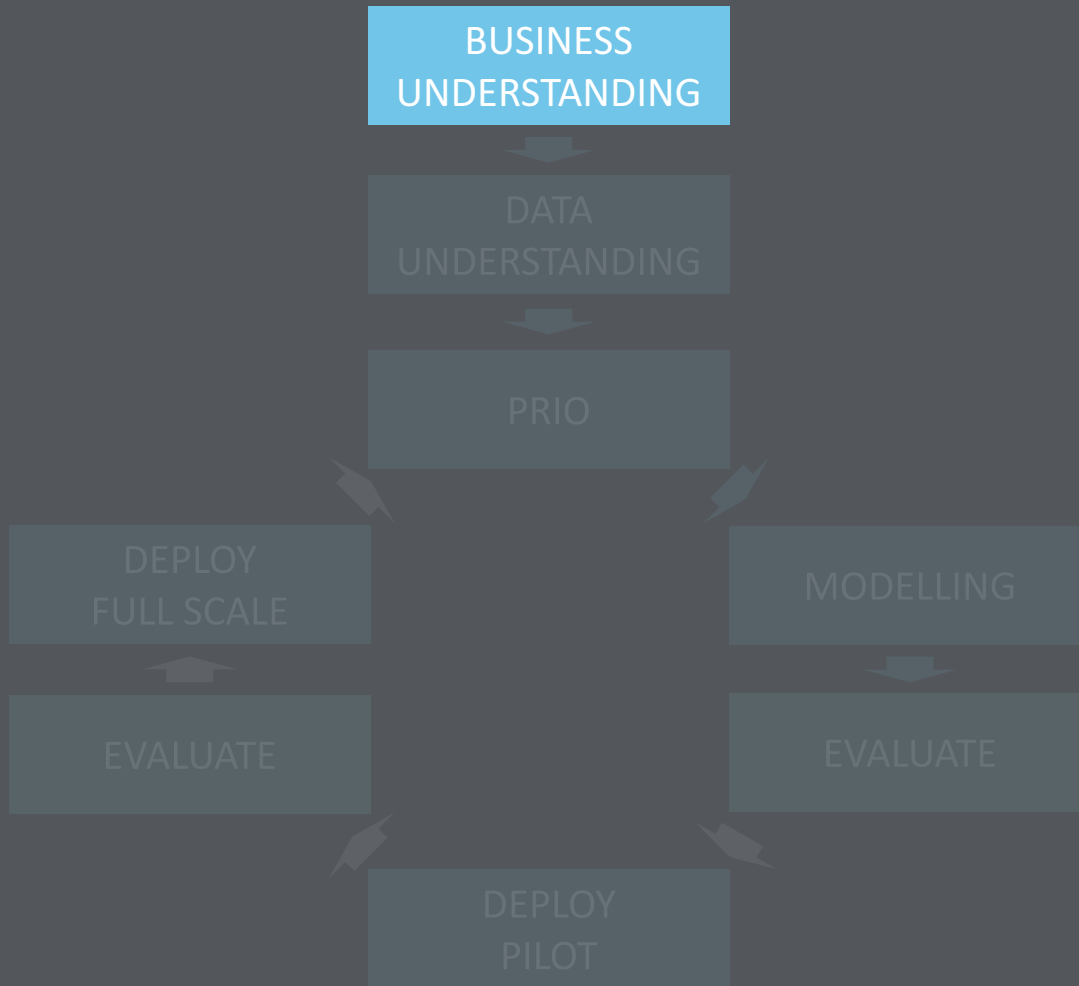 BUSINESS
UNDERSTANDING
DATA
UNDERSTANDING
PRIO
DEPLOY
FULL SCALE
MODELLING
EVALUATE
EVALUATE
DEPLOY
PILOT